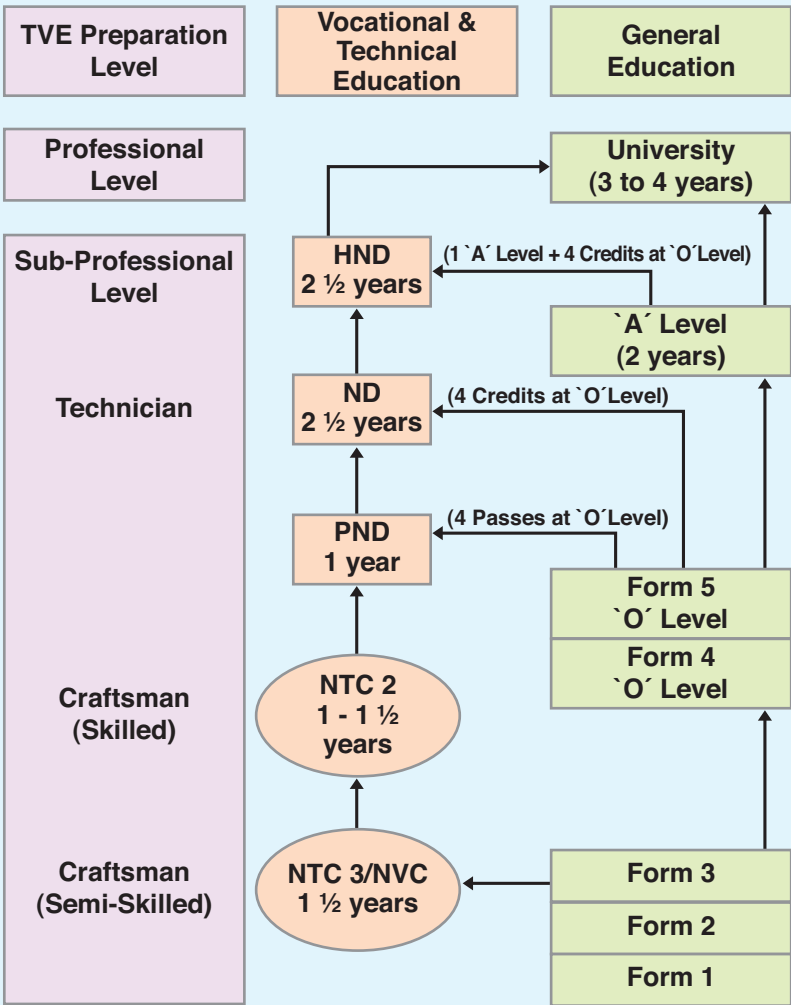 TVE Preparation
Level
Vocational &
Technical
Education
General
Education
Professional
Level
University
(3 to 4 years)
Sub-Professional
Level
HND
2 ½ years
(1 `A´ Level + 4 Credits at `O´Level)
`A´ Level
(2 years)
Technician
ND
2 ½ years
(4 Credits at `O´Level)
PND
1 year
(4 Passes at `O´Level)
Form 5
`O´ Level
Form 4
`O´ Level
Craftsman
(Skilled)
NTC 2
1 - 1 ½
years
Craftsman
(Semi-Skilled)
NTC 3/NVC
1 ½ years
Form 3
Form 2
Form 1